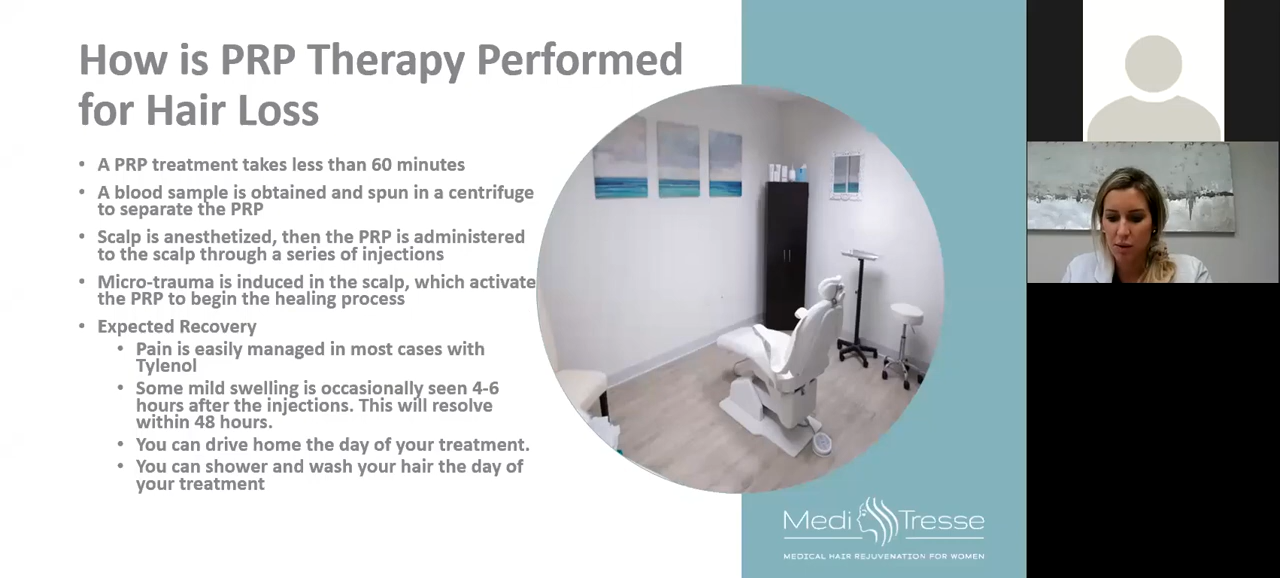 How is PRP Therapy Performed
for Hair Loss
• A PRP treatment takes less than 60 minutes
• A blood sample is obtained and spun in a centrifuge
to separate the PRP
• Scalp is anesthetized, then the PRP is administered
to the scalp through a series of injections
• Micro-trauma is induced in the scalp, which activate
the PRP to begin the healing process
• Expected Recovery
• Pain is easily managed in most cases with
Tylenol
• Some mild swelling is occasionally seen 4-6
hours after the injections. This will resolve
within 48 hours.
• You can drive home the day of your treatment.
• You can shower and wash your hair the day of
your treatment
Medi Tresse
MEDICAL HAIR REJUVENATION FOR WOMEN